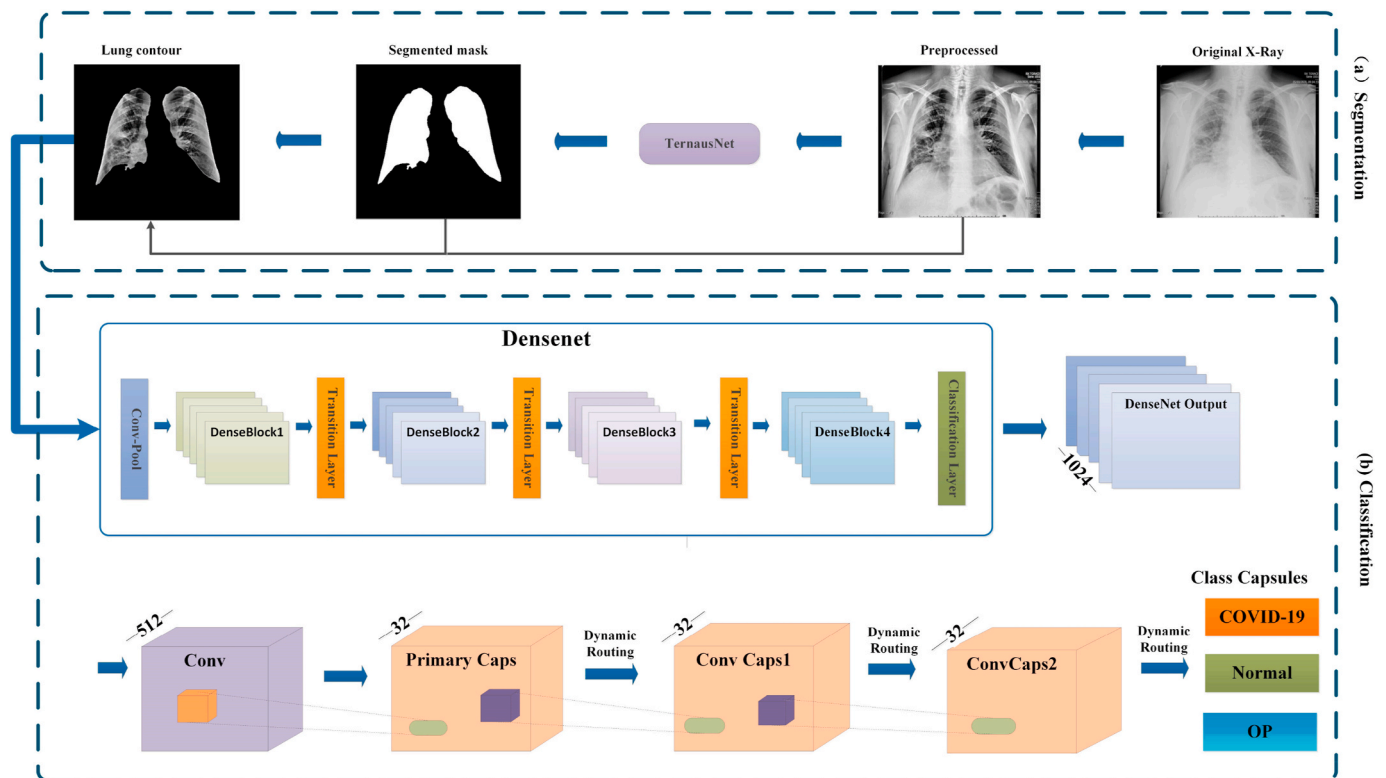 Lung contour
Segmented mask
Preprocessed
Original X-Ray
TernausNet
（a）Segmentation
Densenet
Conv-Pool
DenseBlock1
Transition Layer
DenseBlock2
Transition Layer
DenseBlock3
Transition Layer
DenseBlock4
Classification Layer
DenseNet Output
1024
(b) Classification
512
Conv
32
Primary Caps
Dynamic
Routing
32
Conv Caps1
Dynamic
Routing
32
ConvCaps2
Dynamic
Routing
Class Capsules
COVID-19
Normal
OP